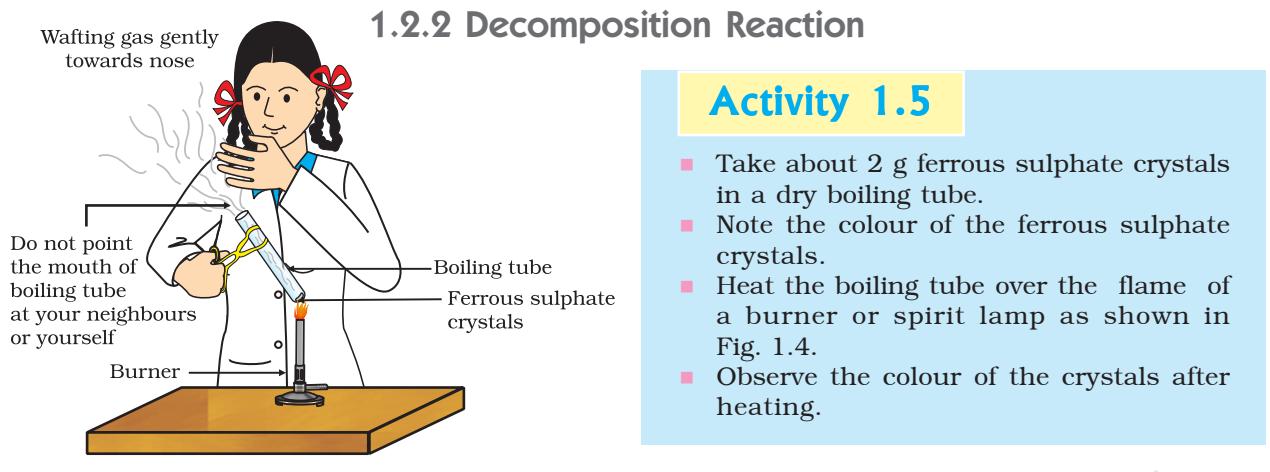 1.2.2 Decomposition Reaction
Wafting gas gently
towards nose
Do not point
the mouth of
boiling tube
at your neighbours
or yourself
Boiling tube
Ferrous sulphate
crystals
Burner
Activity 1.5
Take about 2 g ferrous sulphate crystals
in a dry boiling tube.
Note the colour of the ferrous sulphate
crystals.
Heat the boiling tube over the flame of
a burner or spirit lamp as shown in
Fig. 1.4.
Observe the colour of the crystals after
heating.